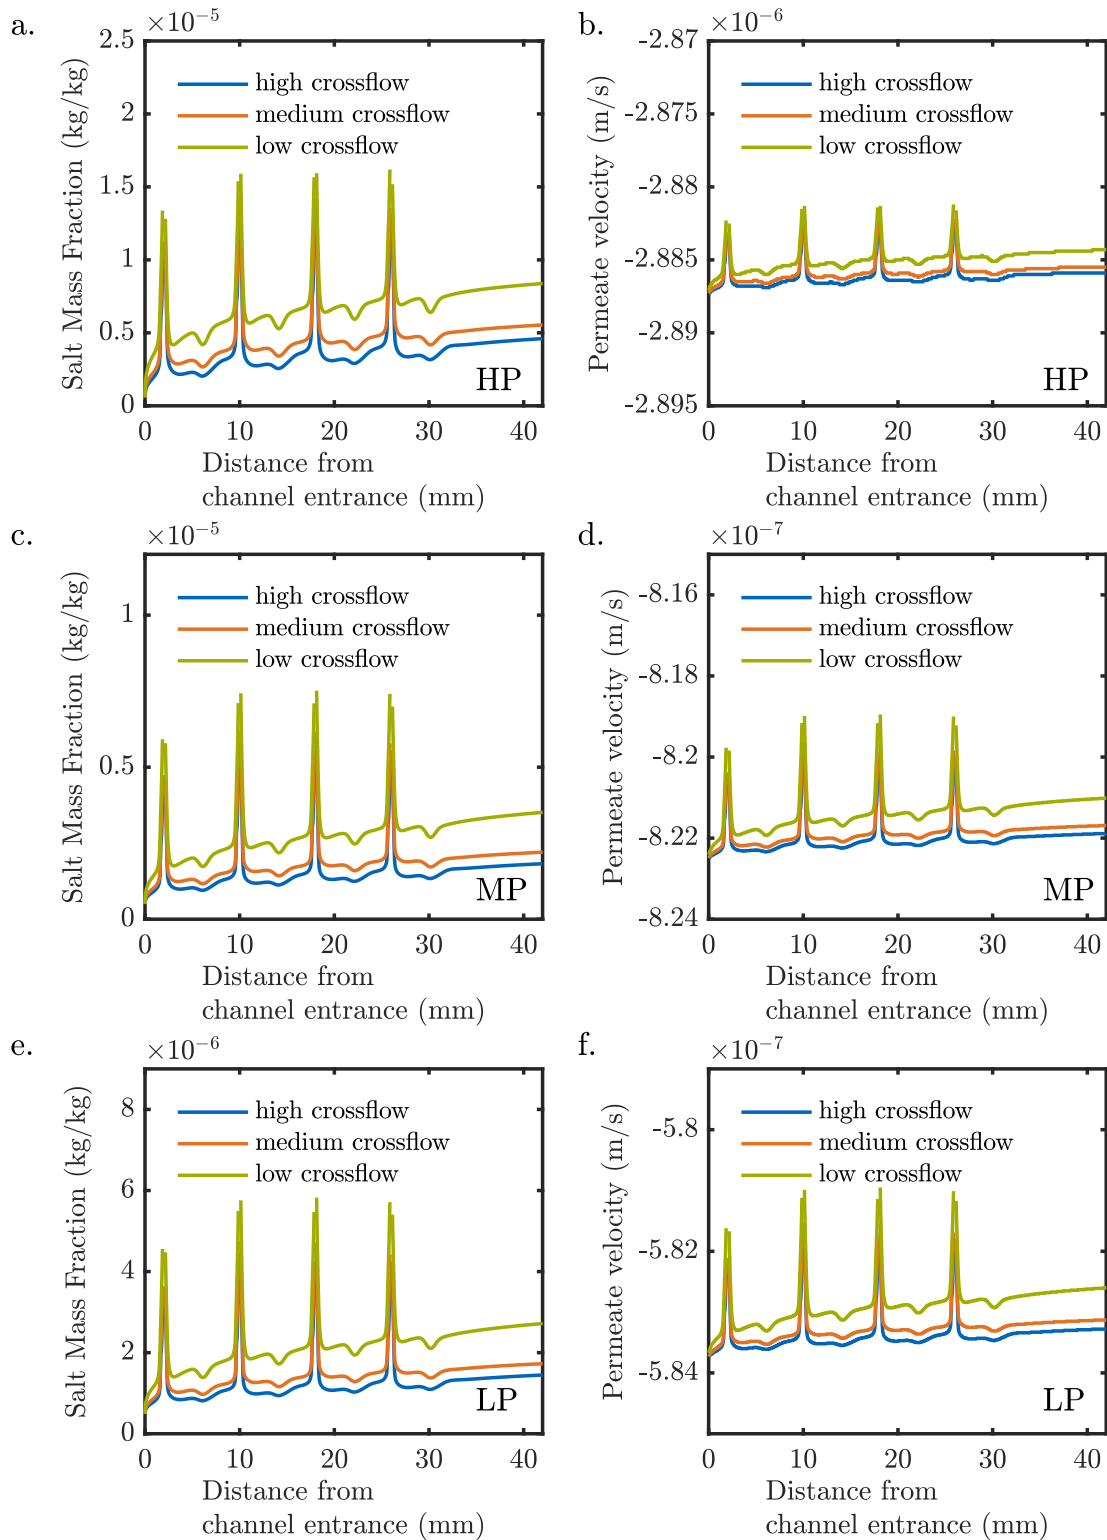 a.
×10⁻⁵
Salt Mass Fraction (kg/kg)
2.5
2
1.5
1
0.5
0
high crossflow
medium crossflow
low crossflow
HP
0 10 20 30 40
Distance from
channel entrance (mm)
b.
×10⁻⁶
Permeate velocity (m/s)
-2.87
-2.875
-2.88
-2.885
-2.89
-2.895
high crossflow
medium crossflow
low crossflow
HP
0 10 20 30 40
Distance from
channel entrance (mm)
c.
×10⁻⁵
Salt Mass Fraction (kg/kg)
1
0.5
0
high crossflow
medium crossflow
low crossflow
MP
0 10 20 30 40
Distance from
channel entrance (mm)
d.
×10⁻⁷
Permeate velocity (m/s)
-8.16
-8.18
-8.2
-8.22
-8.24
high crossflow
medium crossflow
low crossflow
MP
0 10 20 30 40
Distance from
channel entrance (mm)
e.
×10⁻⁶
Salt Mass Fraction (kg/kg)
8
6
4
2
0
high crossflow
medium crossflow
low crossflow
LP
0 10 20 30 40
Distance from
channel entrance (mm)
f.
×10⁻⁷
Permeate velocity (m/s)
-5.8
-5.82
-5.84
high crossflow
medium crossflow
low crossflow
LP
0 10 20 30 40
Distance from
channel entrance (mm)